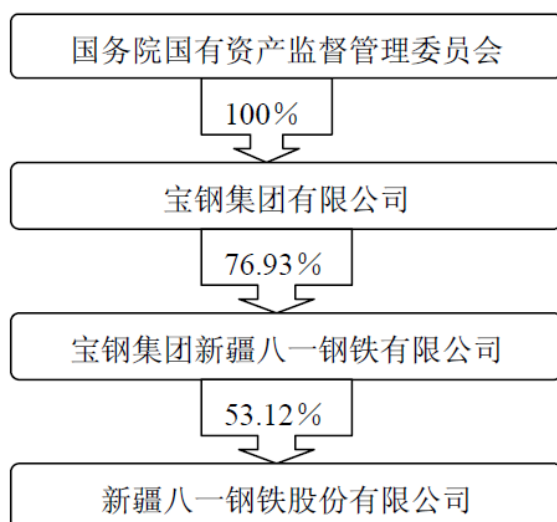 国务院国有资产监督管理委员会
100％
宝钢集团有限公司
76.93％
宝钢集团新疆八一钢铁有限公司
53.12％
新疆八一钢铁股份有限公司